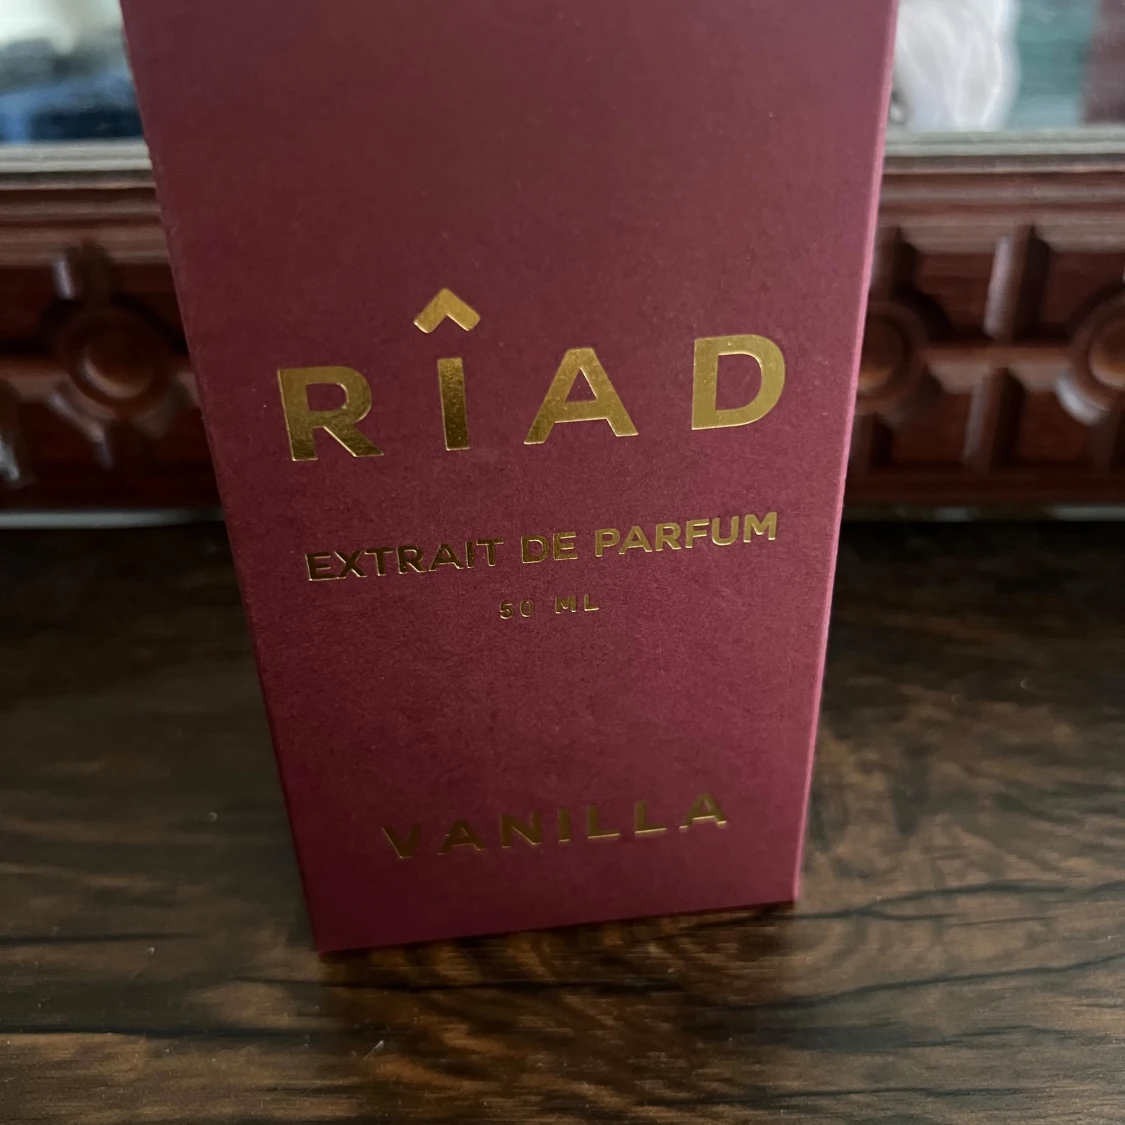 RÎAD
EXTRAIT DE PARFUM
50 ML
VANILLA